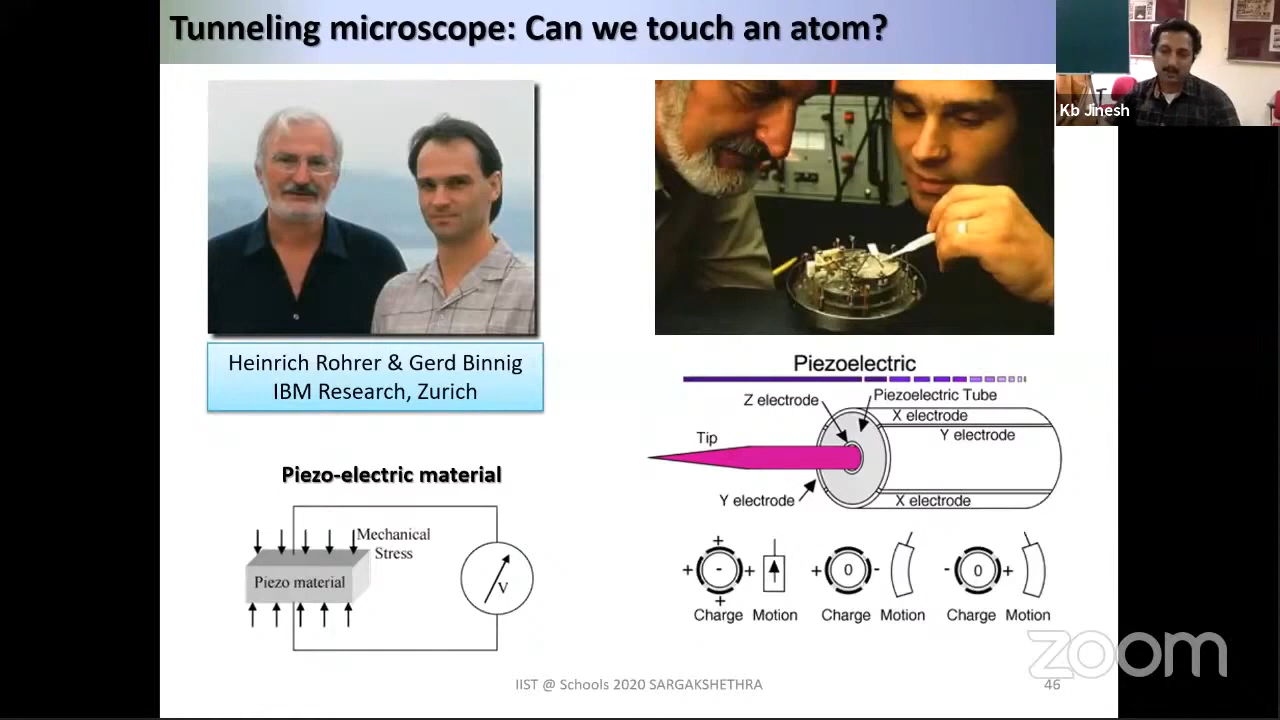 Tunneling microscope: Can we touch an atom?
Kb Jinesh
Heinrich Rohrer & Gerd Binnig
IBM Research, Zurich
Piezoelectric
Z electrode
Piezoelectric Tube
X electrode
Y electrode
Tip
Y electrode
X electrode
Piezo-electric material
Mechanical
Stress
Piezo material
V
+
- + - +
+ 0 -
- 0 +
+
Charge Motion Charge Motion Charge Motion
zoom
IIST @ Schools 2020 SARGAKSHETHRA
46